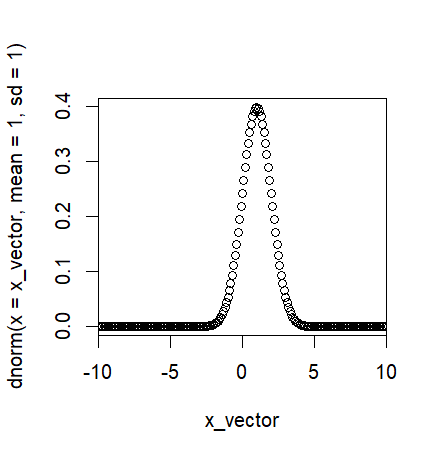 dnorm(x = x_vector, mean = 1, sd = 1)
0.4
0.3
0.2
0.1
0.0
-10 -5 0 5 10
x_vector